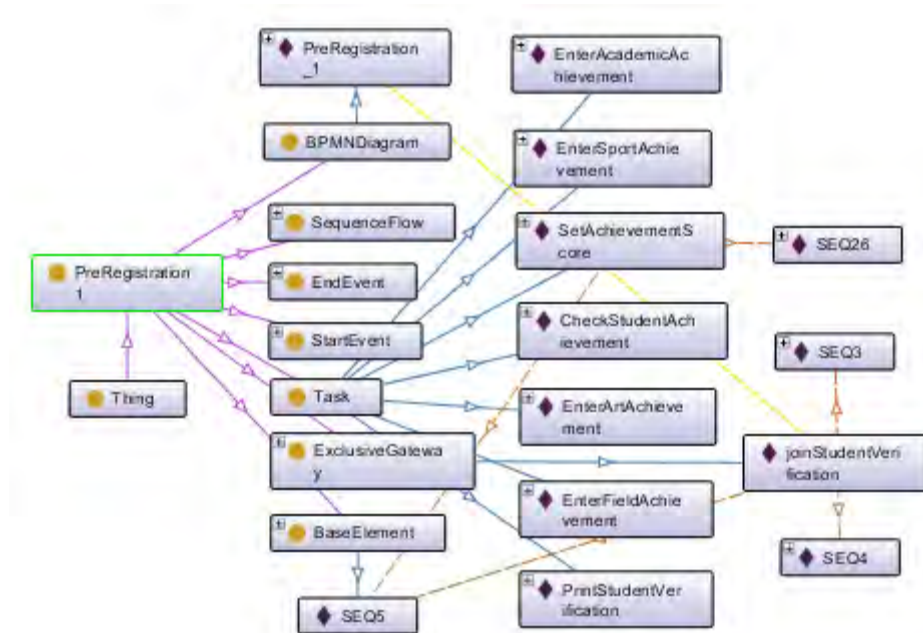 PreRegistration
_1
EnterAcademicAc
hievement
BPMNDiagram
EnterSportAchie
vement
SequenceFlow
SetAchievementS
core
SEQ26
PreRegistration
1
EndEvent
StartEvent
CheckStudentAch
ievement
SEQ3
Thing
Task
EnterArtAchieve
ment
ExclusiveGatewa
y
joinStudentVeri
fication
EnterFieldAchie
vement
BaseElement
SEQ4
SEQ5
PrintStudentVer
ification